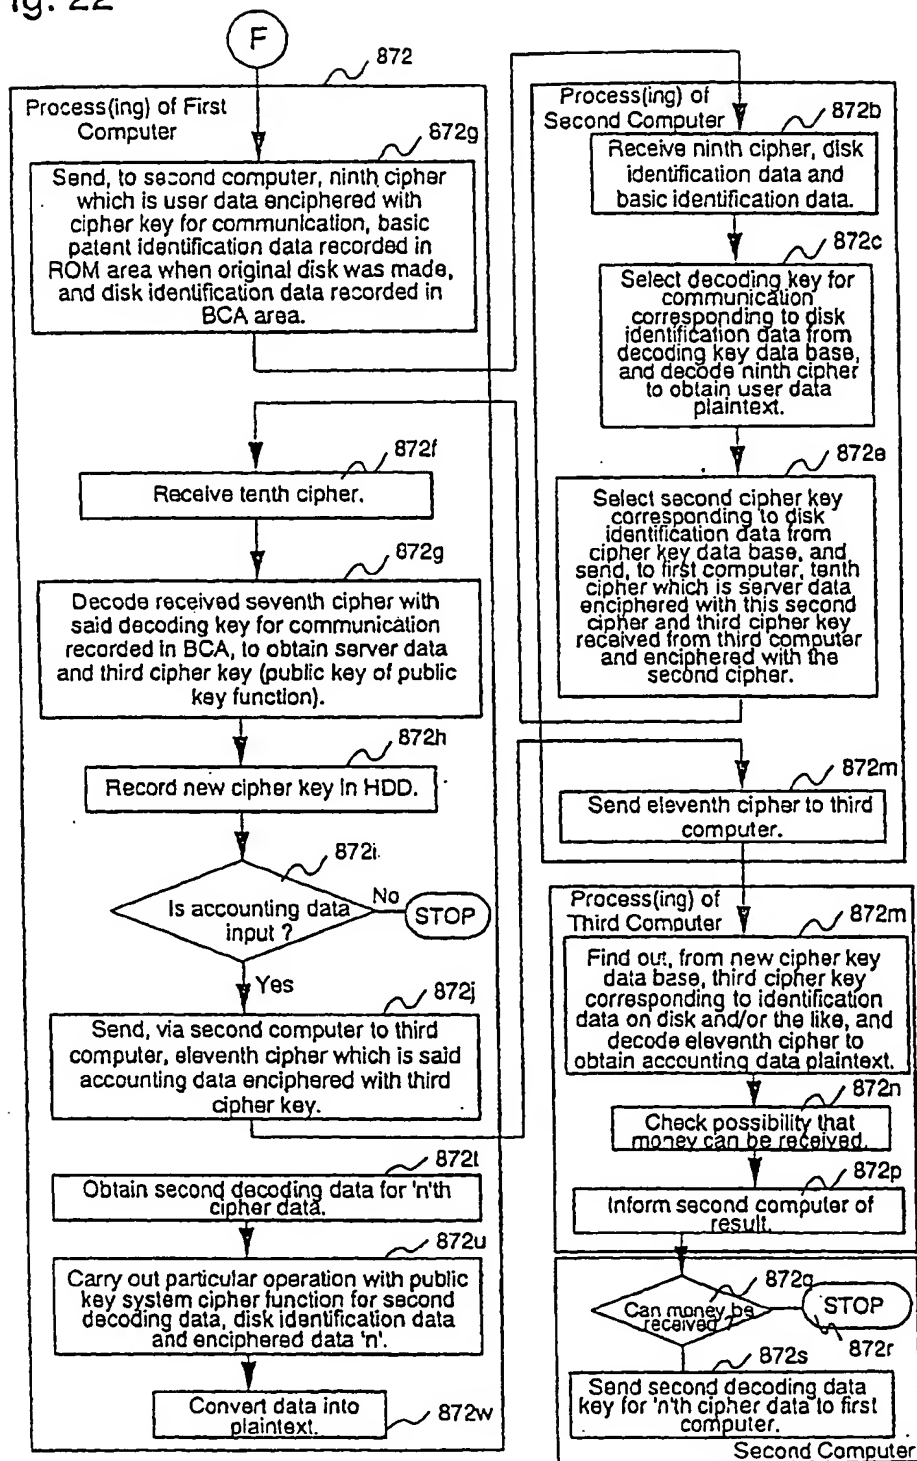 Fig. 22
F
872
Process(ing) of First
Computer
872g
Send, to second computer, ninth cipher
which is user data enciphered with
cipher key for communication, basic
patent identification data recorded in
ROM area when original disk was made,
and disk identification data recorded in
BCA area.
872f
Receive tenth cipher.
872g
Decode received seventh cipher with
said decoding key for communication
recorded in BCA, to obtain server data
and third cipher key (public key of public
key function).
872h
Record new cipher key in HDD.
872i
Is accounting data
input ?
No
STOP
Yes
872j
Send, via second computer to third
computer, eleventh cipher which is said
accounting data enciphered with third
cipher key.
872t
Obtain second decoding data for 'n'th
cipher data.
872u
Carry out particular operation with public
key system cipher function for second
decoding data, disk identification data
and enciphered data 'n'.
Convert data into
plaintext.
872w
Process(ing) of
Second Computer
872b
Receive ninth cipher, disk
identification data and
basic identification data.
872c
Select decoding key for
communication
corresponding to disk
identification data from
decoding key data base,
and decode ninth cipher
to obtain user data
plaintext.
872e
Select second cipher key
corresponding to disk
identification data from
cipher key data base, and
send, to first computer, tenth
cipher which is server data
enciphered with this second
cipher and third cipher key
received from third computer
and enciphered with the
second cipher.
872m
Send eleventh cipher to third
computer.
Process(ing) of
Third Computer
872m
Find out, from new cipher key
data base, third cipher key
corresponding to identification
data on disk and/or the like, and
decode eleventh cipher to
obtain accounting data plaintext.
872n
Check possibility that
money can be received.
872p
Inform second computer of
result.
872q
Can money be
received ?
STOP
872r
872s
Send second decoding data
key for 'n'th cipher data to first
computer.
Second Computer